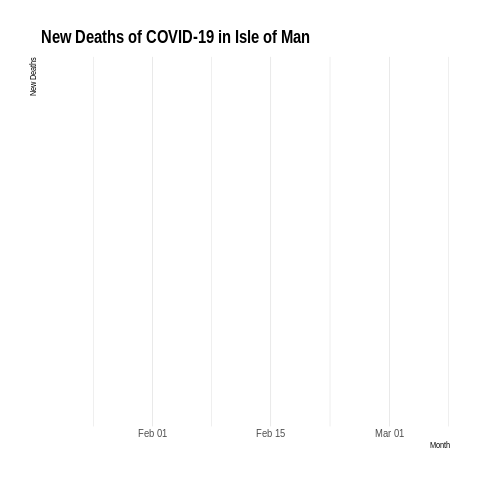 New Deaths of COVID-19 in Isle of Man
New Deaths
Feb 01
Feb 15
Mar 01
Month